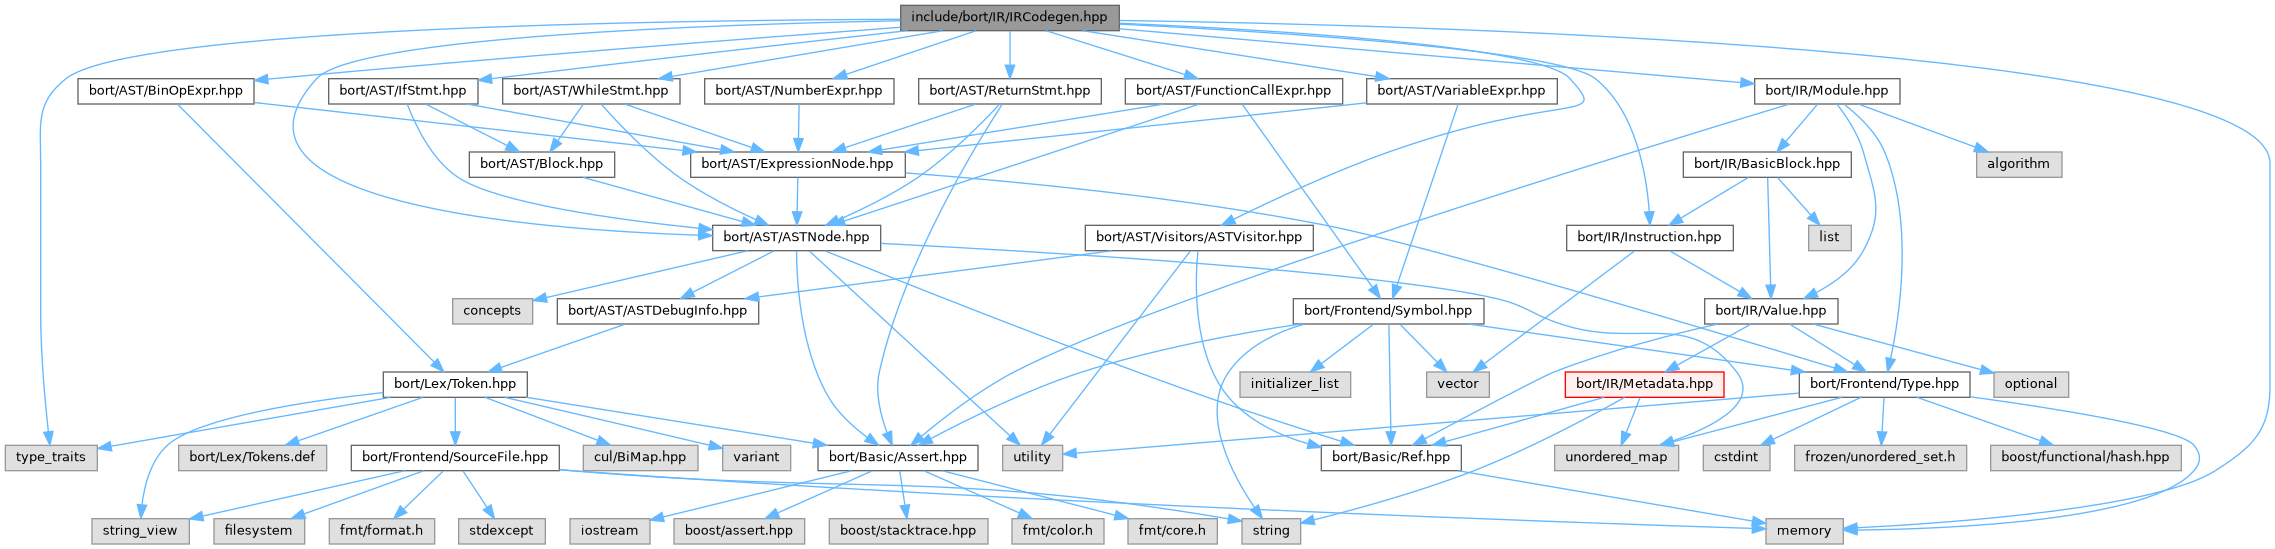 include/bort/IR/IRCodegen.hpp
bort/AST/BinOpExpr.hpp
bort/AST/IfStmt.hpp
bort/AST/WhileStmt.hpp
bort/AST/NumberExpr.hpp
bort/AST/ReturnStmt.hpp
bort/AST/FunctionCallExpr.hpp
bort/AST/VariableExpr.hpp
bort/IR/Module.hpp
bort/AST/Block.hpp
bort/AST/ExpressionNode.hpp
bort/IR/BasicBlock.hpp
algorithm
bort/AST/ASTNode.hpp
bort/AST/Visitors/ASTVisitor.hpp
bort/IR/Instruction.hpp
list
concepts
bort/AST/ASTDebugInfo.hpp
bort/Frontend/Symbol.hpp
bort/IR/Value.hpp
bort/Lex/Token.hpp
initializer_list
vector
bort/IR/Metadata.hpp
bort/Frontend/Type.hpp
optional
type_traits
bort/Lex/Tokens.def
bort/Frontend/SourceFile.hpp
cul/BiMap.hpp
variant
bort/Basic/Assert.hpp
utility
bort/Basic/Ref.hpp
unordered_map
cstdint
frozen/unordered_set.h
boost/functional/hash.hpp
string_view
filesystem
fmt/format.h
stdexcept
iostream
boost/assert.hpp
boost/stacktrace.hpp
fmt/color.h
fmt/core.h
string
memory